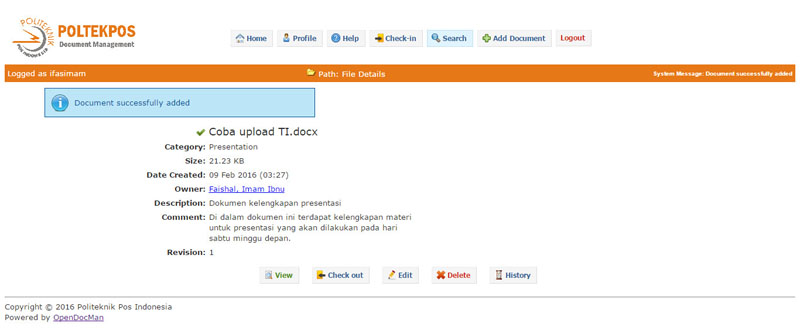 POLITEKNIK
POS INDONESIA
POLTEKPOS
Document Management
Home
Profile
Help
Check-in
Search
Add Document
Logout
Logged as ifasimam
Path: File Details
System Message: Document successfully added
Document successfully added
Coba upload TI.docx
Category: Presentation
Size: 21.23 KB
Date Created: 09 Feb 2016 (03:27)
Owner: Faishal, Imam Ibnu
Description: Dokumen kelengkapan presentasi
Comment: Di dalam dokumen ini terdapat kelengkapan materi
untuk presentasi yang akan dilakukan pada hari
sabtu minggu depan.
Revision: 1
View
Check out
Edit
Delete
History
Copyright © 2016 Politeknik Pos Indonesia
Powered by OpenDocMan